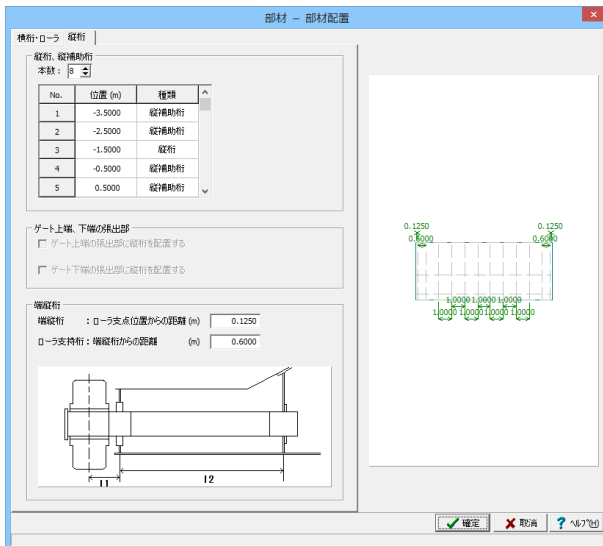 部材 － 部材配置
横桁・ローラ 縦桁
縦桁、縦補助桁
本数： 8
No. 位置 (m) 種類
1 -3.5000 縦補助桁
2 -2.5000 縦補助桁
3 -1.5000 縦桁
4 -0.5000 縦補助桁
5 0.5000 縦補助桁
ゲート上端、下端の張出部
ゲート上端の張出部に縦桁を配置する
ゲート下端の張出部に縦桁を配置する
端縦桁
端縦桁 ：ローラ支点位置からの距離 (m) 0.1250
ローラ支持桁：端縦桁からの距離 (m) 0.6000
l1 l2
0.1250 0.1250
0.6000 0.6000
1.0000 1.0000 1.0000
1.0000 1.0000 1.0000 1.0000
確定 取消 ? ヘルプ(H)